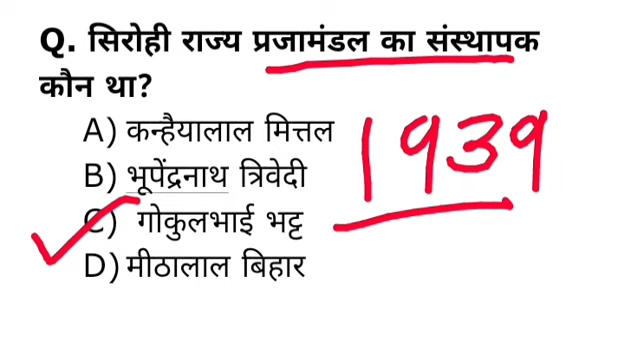 Q. सिरोही राज्य प्रजामंडल का संस्थापक
कौन था?
A) कन्हैयालाल मित्तल
B) भूपेंद्रनाथ त्रिवेदी
C) गोकुलभाई भट्ट
D) मीठालाल बिहार
1939